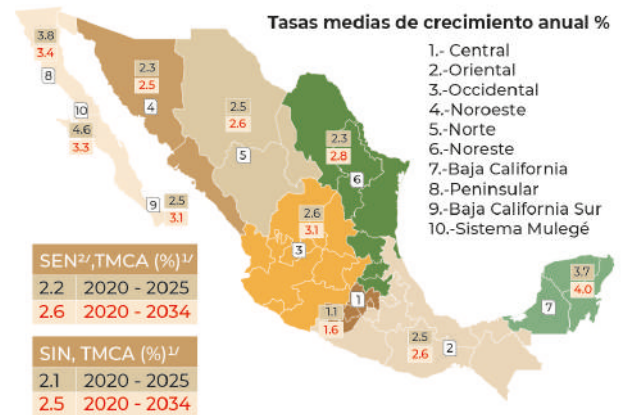 Tasas medias de crecimiento anual %
1.- Central
2.-Oriental
3.-Occidental
4.-Noroeste
5.-Norte
6.-Noreste
7.-Baja California
8.-Peninsular
9.-Baja California Sur
10.-Sistema Mulegé
3.8
3.4
8
10
4.6
3.3
9
2.5
3.1
2.3
2.5
4
2.5
2.6
5
2.3
2.8
6
2.6
3.1
3
1
1.1
1.6
2.5
2.6
2
3.7
4.0
7
SEN²/,TMCA (%)¹/
2.2 2020 - 2025
2.6 2020 - 2034
SIN, TMCA (%)¹/
2.1 2020 - 2025
2.5 2020 - 2034